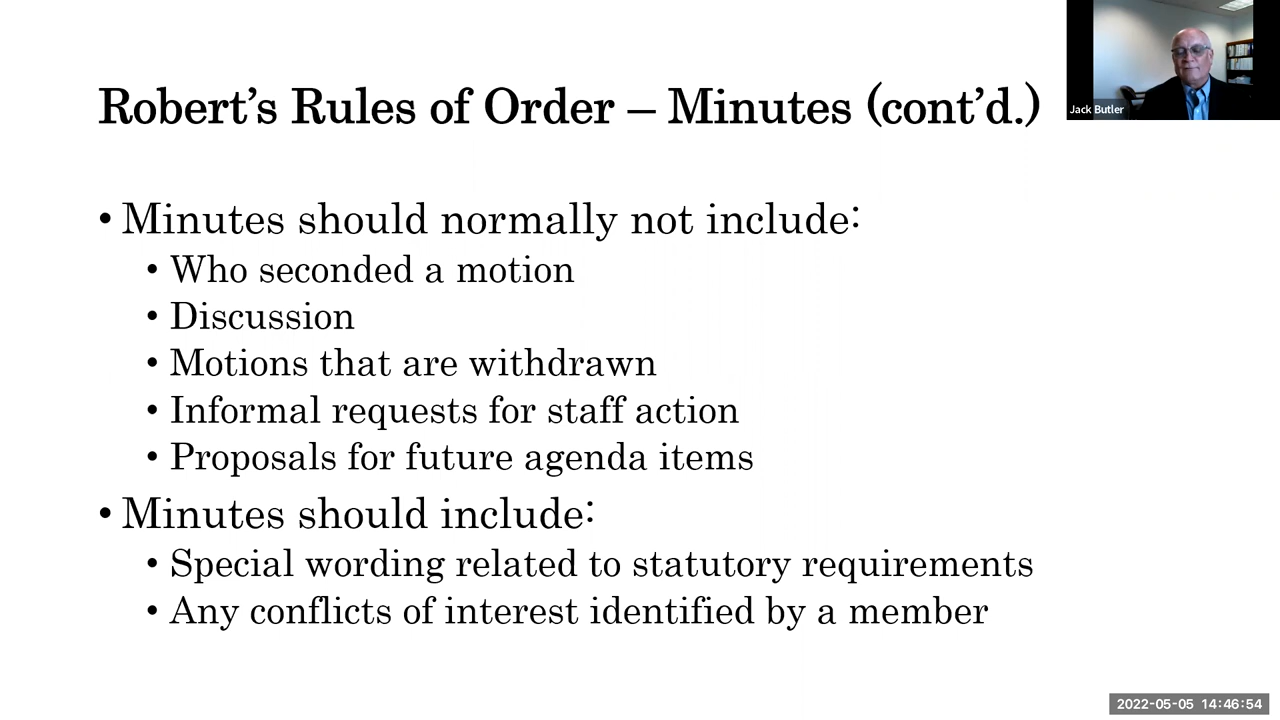 Robert’s Rules of Order – Minutes (cont’d.)
Jack Butler
• Minutes should normally not include:
• Who seconded a motion
• Discussion
• Motions that are withdrawn
• Informal requests for staff action
• Proposals for future agenda items
• Minutes should include:
• Special wording related to statutory requirements
• Any conflicts of interest identified by a member
2022-05-05 14:46:54